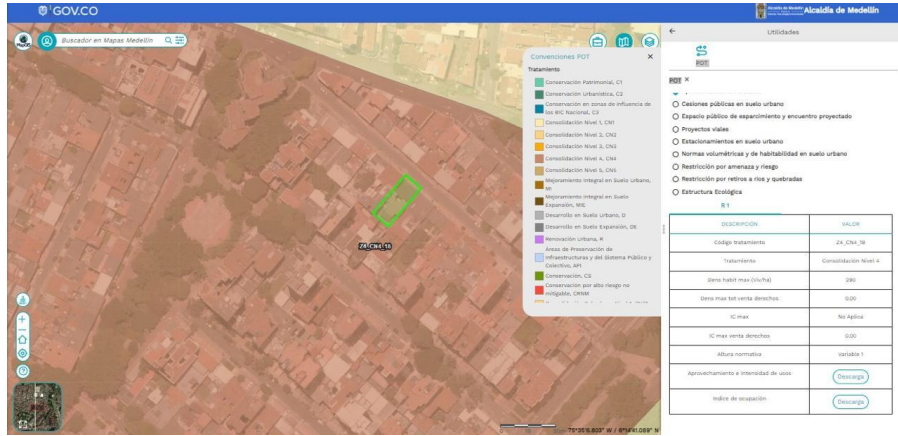 GOV.CO
Alcaldía de Medellín
Buscador en Mapas Medellín
Convenciones POT
Tratamiento
Conservación Patrimonial, C1
Conservación Urbanística, C2
Conservación en zonas de influencia de
los BIC Nacional, C3
Consolidación Nivel 1, CN1
Consolidación Nivel 2, CN2
Consolidación Nivel 3, CN3
Consolidación Nivel 4, CN4
Consolidación Nivel 5, CN5
Mejoramiento Integral en Suelo Urbano,
MI
Mejoramiento Integral en Suelo
Expansión, MIE
Desarrollo en Suelo Urbano, D
Desarrollo en Suelo Expansión, DE
Renovación Urbana, R
Áreas de Preservación de
Infraestructuras y del Sistema Público y
Colectivo, API
Conservación, CS
Conservación por alto riesgo no
mitigable, CRNM
Z4_CN4_18
75°35'6.803" W / 6°14'41.089" N
Utilidades
POT
POT ×
Cesiones públicas en suelo urbano
Espacio público de esparcimiento y encuentro proyectado
Proyectos viales
Estacionamientos en suelo urbano
Normas volumétricas y de habitabilidad en suelo urbano
Restricción por amenaza y riesgo
Restricción por retiros a ríos y quebradas
Estructura Ecológica
R 1
DESCRIPCIÓN VALOR
Código tratamiento Z4_CN4_18
Tratamiento Consolidación Nivel 4
Dens habit max (Viv/ha) 280
Dens max tot venta derechos 0.00
IC max No Aplica
IC max venta derechos 0.00
Altura normativa Variable 1
Aprovechamiento e intensidad de usos Descarga
Indice de ocupación Descarga